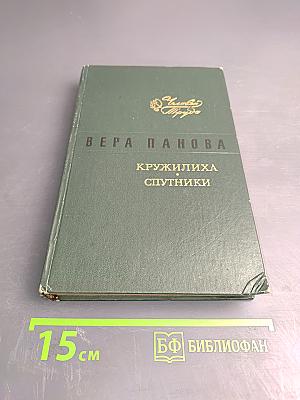 Человек
Труда
ВЕРА ПАНОВА
КРУЖИЛИХА
•
СПУТНИКИ
15 см
БФ БИБЛИОФАН